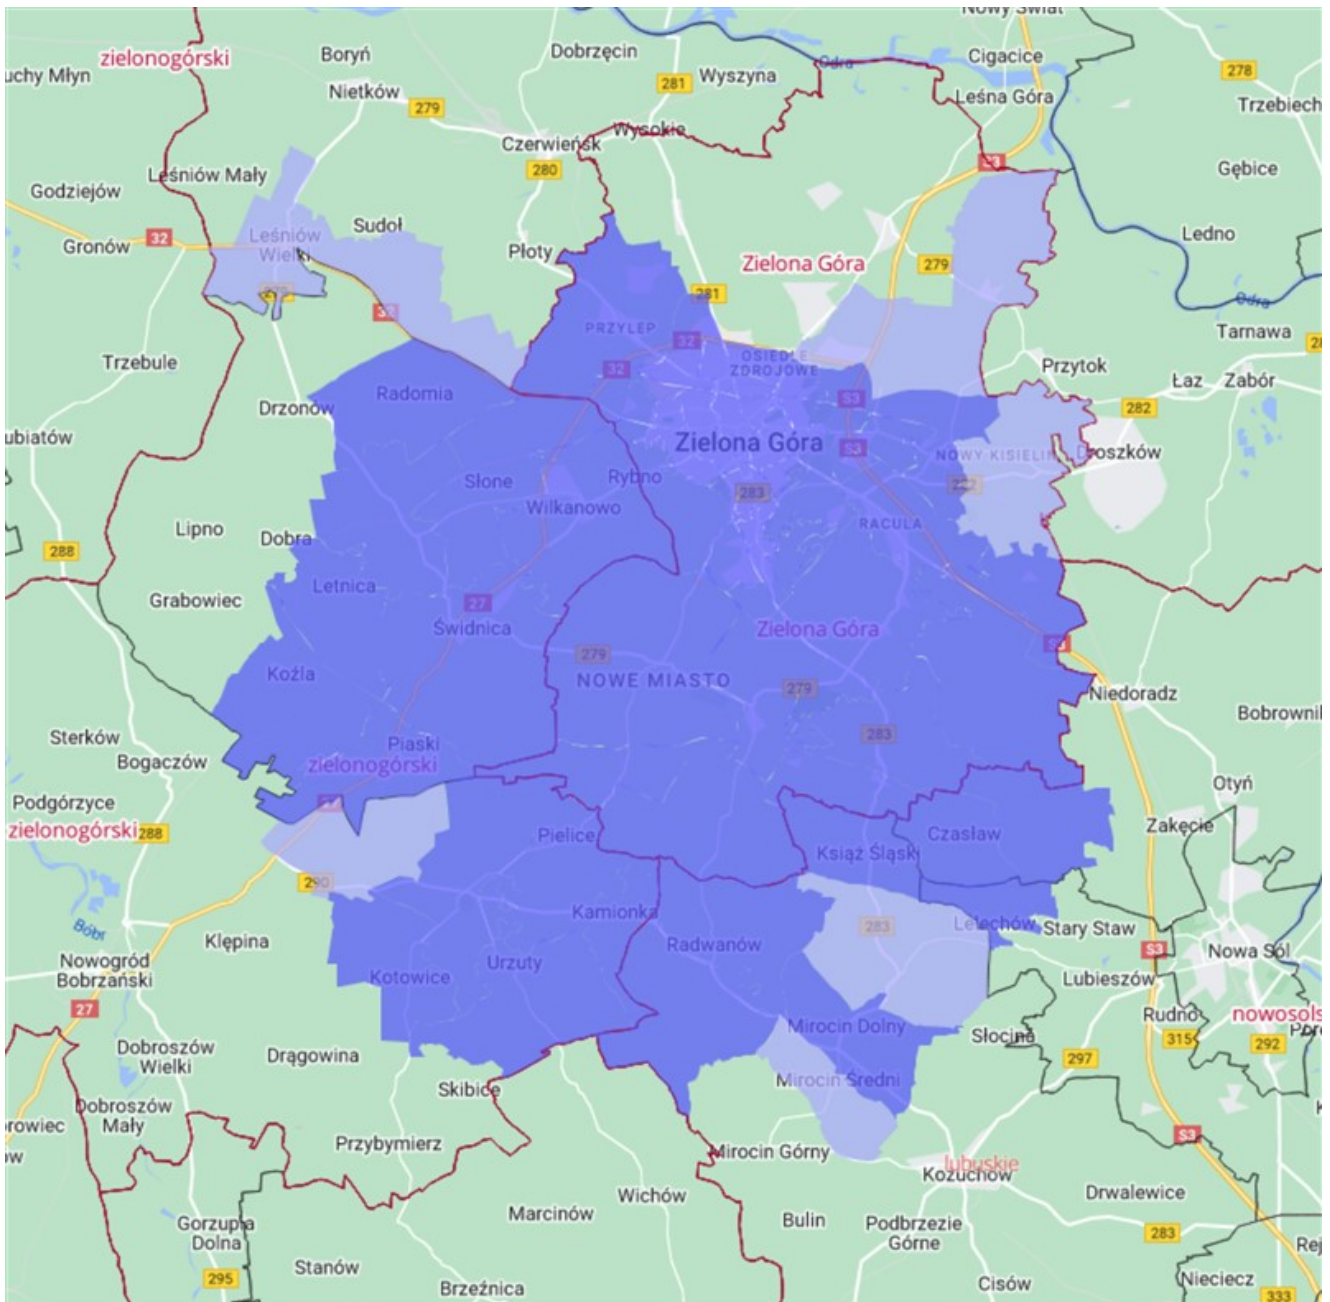 Nowy Świat
zielonogórski
Boryń
Dobrzęcin
Cigacice
uchy Młyn
Odra
278
Wyszyna
281
Nietków
279
Leśna Góra
Trzebiech
Wysokie
Czerwieńsk
S3
280
Leśniów Mały
Gębice
Godziejów
Sudoł
32
Leśniów
Wielki
Gronów
Płoty
Ledno
Zielona Góra
279
281
Odra
32
PRZYLEP
Tarnawa
32
OSIEDLE
ZDROJOWE
32
Trzebule
Przytok
Łaz
Zabór
Radomia
S3
Drzonów
282
ubiatów
Zielona Góra
S3
NOWY KISIELIN
Droszków
Słone
Rybno
283
Wilkanowo
RACULA
Lipno
Dobra
288
Letnica
Grabowiec
27
Świdnica
Zielona Góra
S3
279
Koźla
NOWE MIASTO
279
Niedoradz
Bobrowni
Sterków
Piaski
283
Bogaczów
zielonogórski
Otyń
Podgórzyce
27
zielonogórski
288
Pielice
Czasław
Zakęcie
Książ Śląski
290
Kamionka
Bóbr
283
Lelechów
Stary Staw
Klępina
Radwanów
S3
Nowa Sól
Nowogród
Bobrzański
Urzuty
Kotowice
Lubieszów
27
Mirocin Dolny
Rudno
nowosols
Słocina
315
292
Dobroszów
Wielki
Drągowina
297
Skibice
Mirocin Średni
Dobroszów
Mały
orowiec
S3
Przybymierz
Mirocin Górny
lubuskie
Kożuchów
Wichów
Drwalewice
Marcinów
Bulin
Podbrzezie
Górne
Gorzupia
Dolna
283
Rej
Stanów
295
Brzeźnica
Cisów
Nieciecz
333